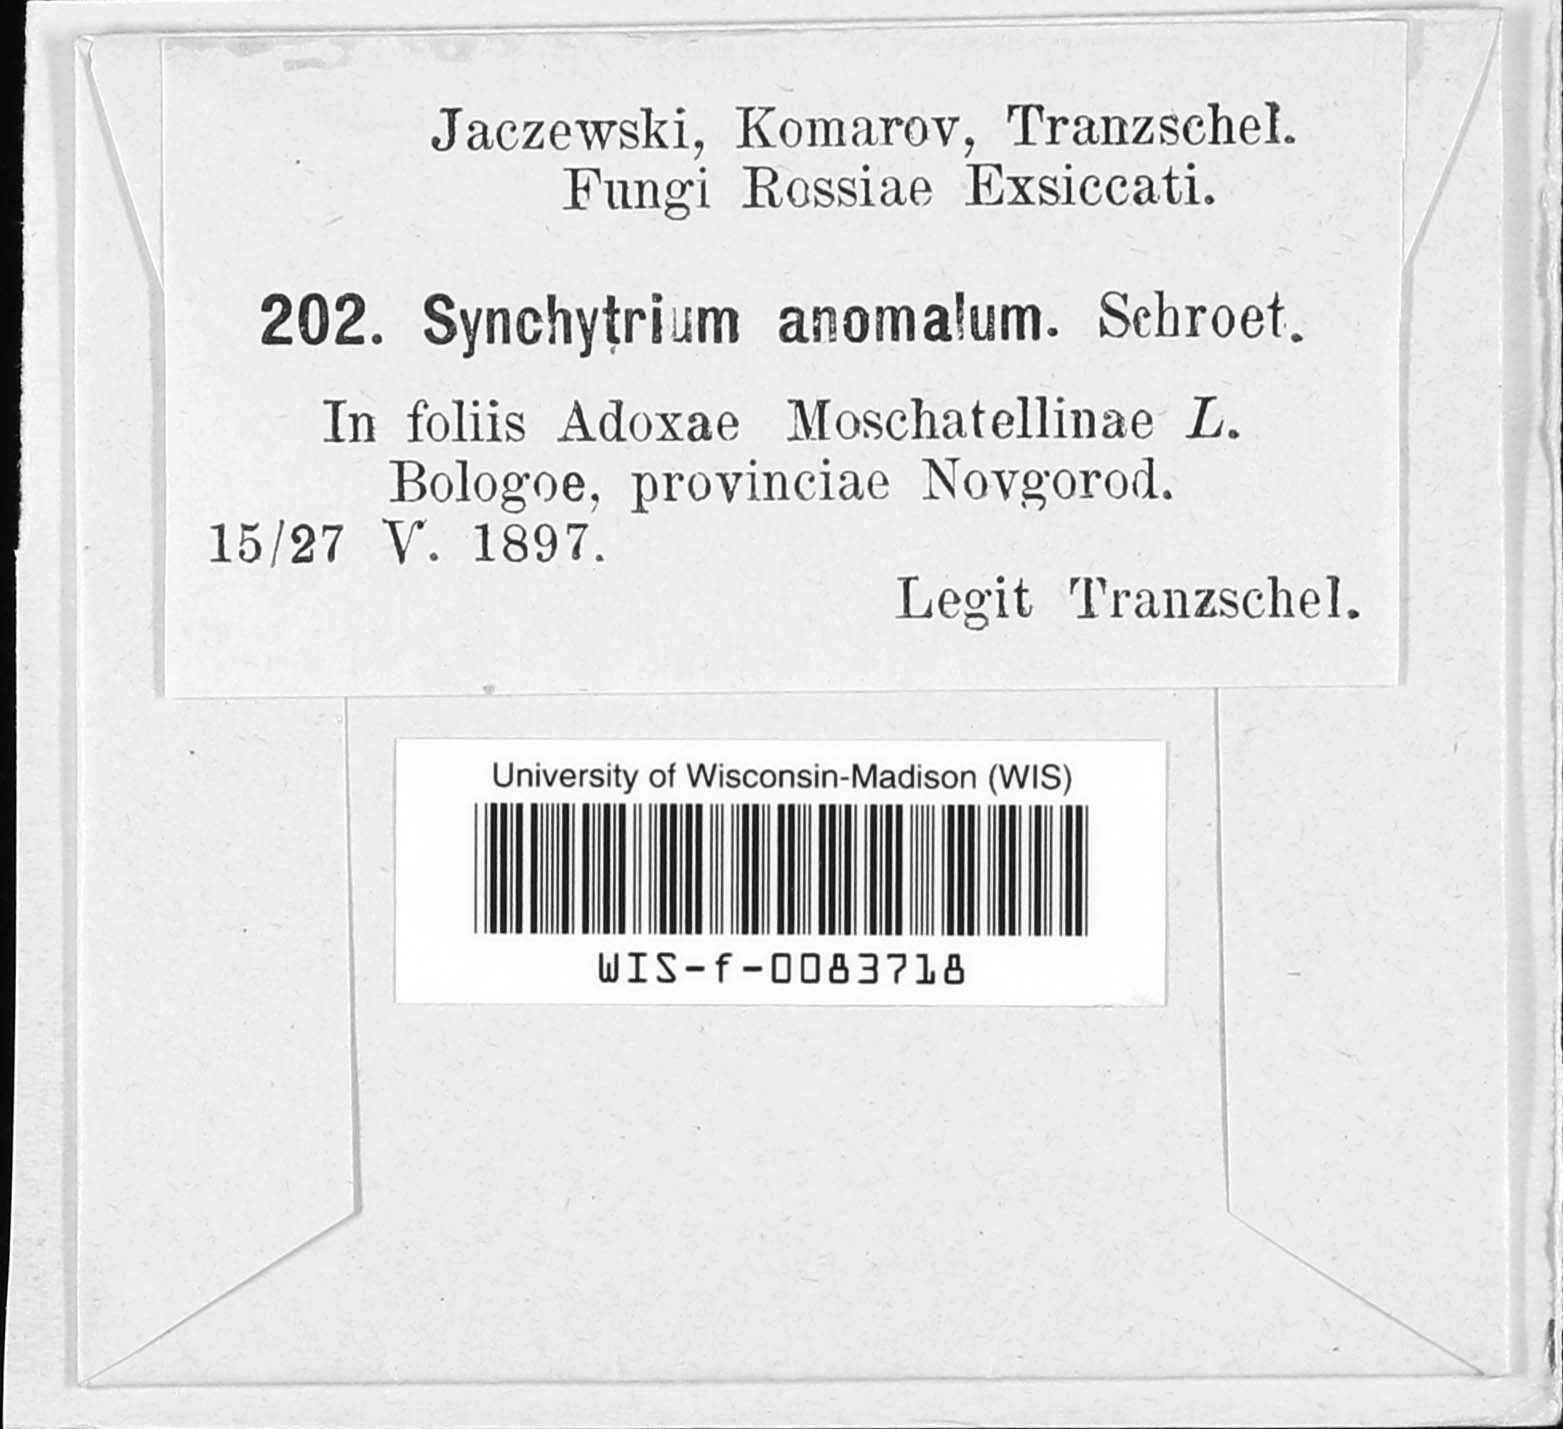 Jaczewski, Komarov, Tranzschel.
Fungi Rossiae Exsiccati.
202. Synchytrium anomalum. Schroet.
In foliis Adoxae Moschatellinae L.
Bologoe, provinciae Novgorod.
15/27 V. 1897.
Legit Tranzschel.
University of Wisconsin-Madison (WIS)
WIS-f-0083718